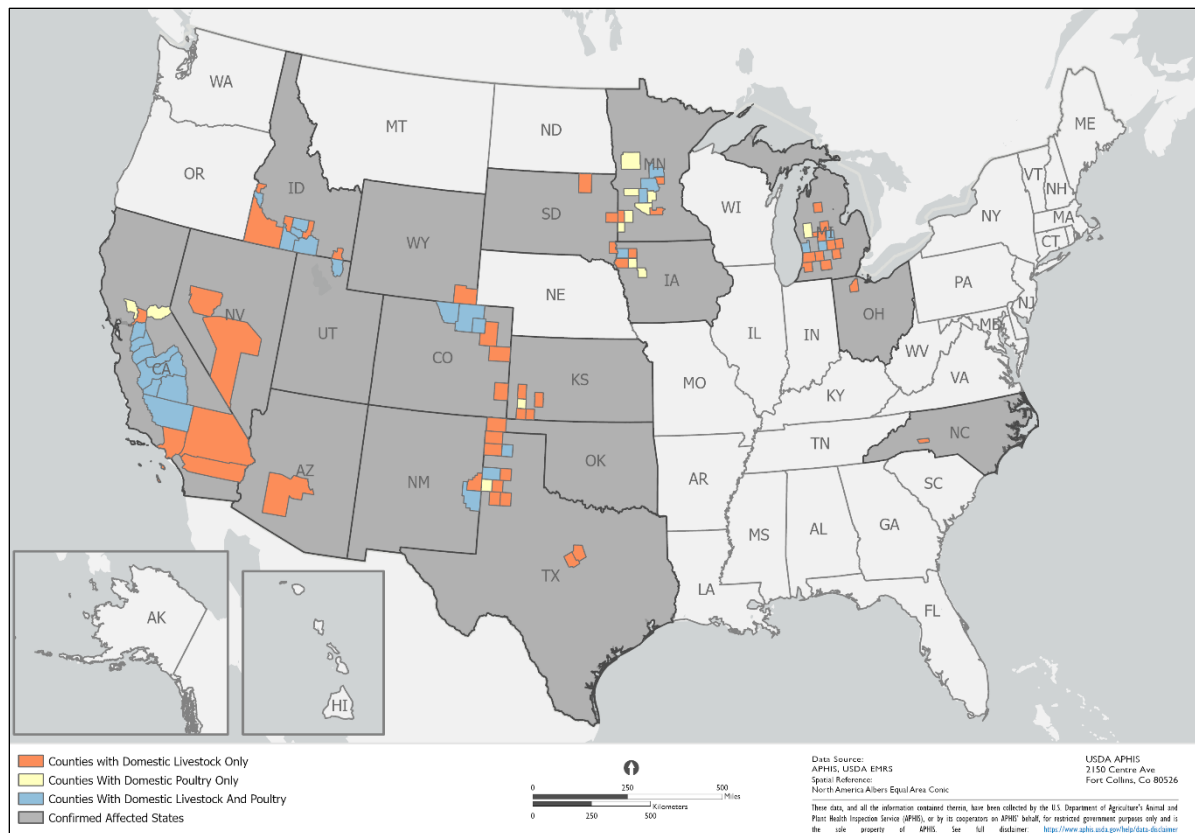 WA
MT
ND
MN
ME
OR
ID
SD
WI
MI
VT
NH
NY
MA
CT
WY
IA
PA
NJ
NE
OH
MD
NV
UT
CO
IL
IN
WV
VA
CA
KS
MO
KY
NC
TN
AZ
NM
OK
AR
SC
MS
AL
GA
TX
LA
FL
AK
HI
Counties with Domestic Livestock Only
Counties With Domestic Poultry Only
Counties With Domestic Livestock And Poultry
Confirmed Affected States
0 250 500
Miles
Kilometers
0 250 500
Data Source:
APHIS, USDA EMRS
Spatial Reference:
North America Albers Equal Area Conic
USDA APHIS
2150 Centre Ave
Fort Collins, Co 80526
These data, and all the information contained therein, have been collected by the U.S. Department of Agriculture's Animal and
Plant Health Inspection Service (APHIS), or by its cooperators on APHIS' behalf, for restricted government purposes only and is
the sole property of APHIS. See full disclaimer: https://www.aphis.usda.gov/help/data-disclaimer